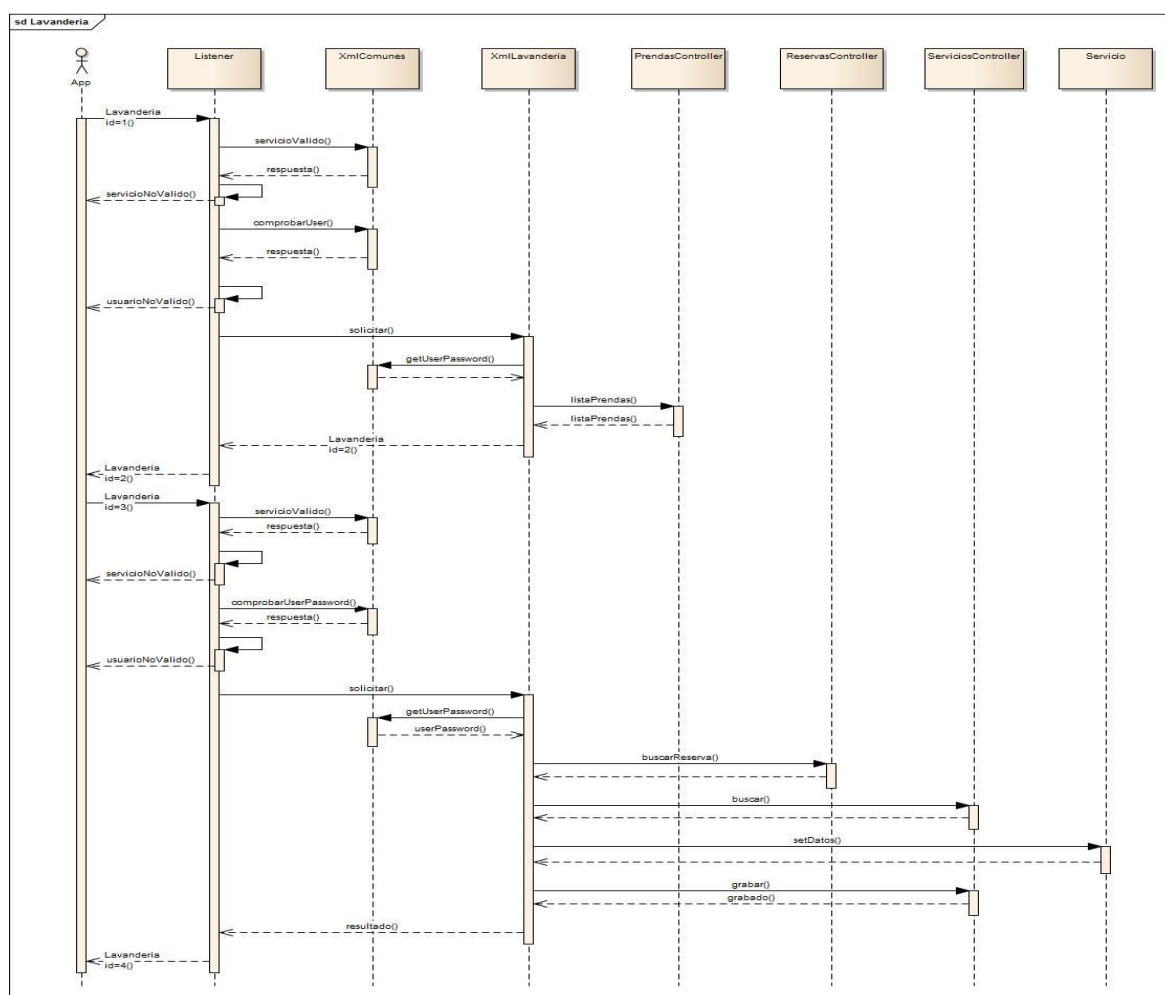 sd Lavanderia
App
Listener
XmlComunes
XmlLavanderia
PrendasController
ReservasController
ServiciosController
Servicio
Lavanderia
id=1()
servicioValido()
respuesta()
servicioNoValido()
comprobarUser()
respuesta()
usuarioNoValido()
solicitar()
getUserPassword()
listaPrendas()
listaPrendas()
Lavanderia
id=2()
Lavanderia
id=2()
Lavanderia
id=3()
servicioValido()
respuesta()
servicioNoValido()
comprobarUserPassword()
respuesta()
usuarioNoValido()
solicitar()
getUserPassword()
userPassword()
buscarReserva()
buscar()
setDatos()
grabar()
grabado()
resultado()
Lavanderia
id=4()